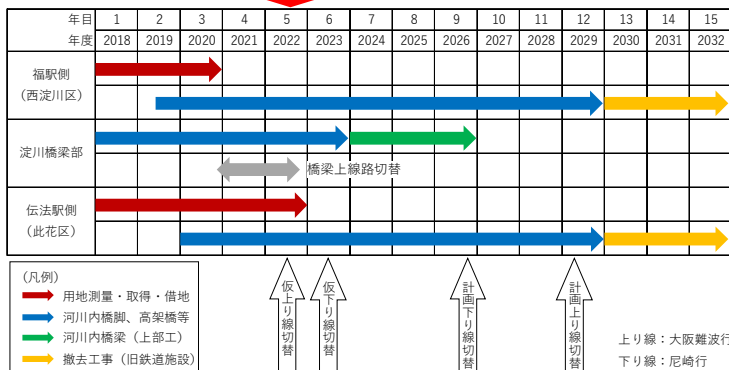 年目 1 2 3 4 5 6 7 8 9 10 11 12 13 14 15
年度 2018 2019 2020 2021 2022 2023 2024 2025 2026 2027 2028 2029 2030 2031 2032
福駅側
（西淀川区）
淀川橋梁部
橋梁上線路切替
伝法駅側
（此花区）
(凡例)
用地測量・取得・借地
河川内橋脚、高架橋等
河川内橋梁（上部工）
撤去工事（旧鉄道施設）
仮上り線切替
仮下り線切替
計画下り線切替
計画上り線切替
上り線：大阪難波行
下り線：尼崎行